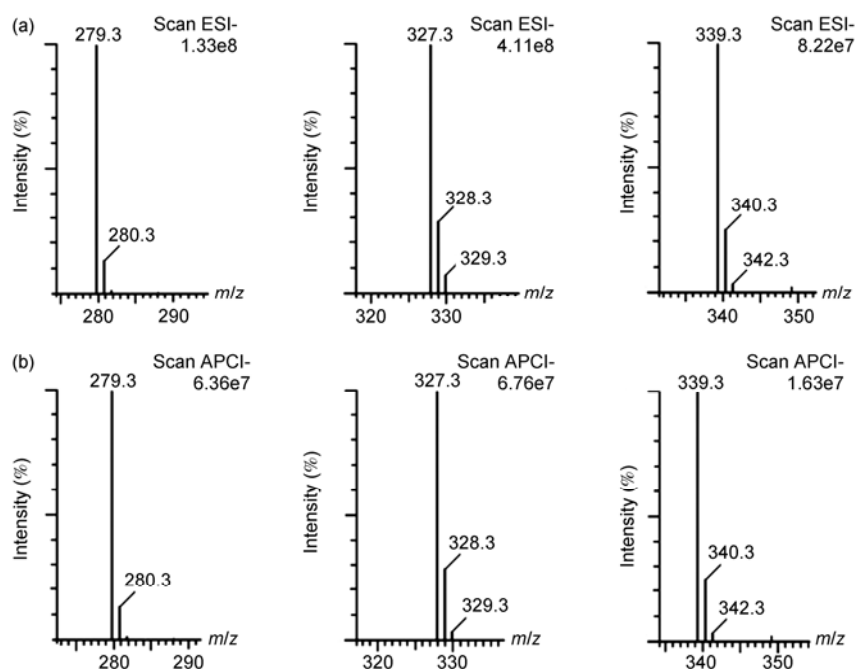 (a)
Scan ESI-
1.33e8
279.3
280.3
Intensity (%)
280
290
m/z
Scan ESI-
4.11e8
327.3
328.3
329.3
Intensity (%)
320
330
m/z
Scan ESI-
8.22e7
339.3
340.3
342.3
Intensity (%)
340
350
m/z
(b)
Scan APCI-
6.36e7
279.3
280.3
Intensity (%)
280
290
m/z
Scan APCI-
6.76e7
327.3
328.3
329.3
Intensity (%)
320
330
m/z
Scan APCI-
1.63e7
339.3
340.3
342.3
Intensity (%)
340
350
m/z